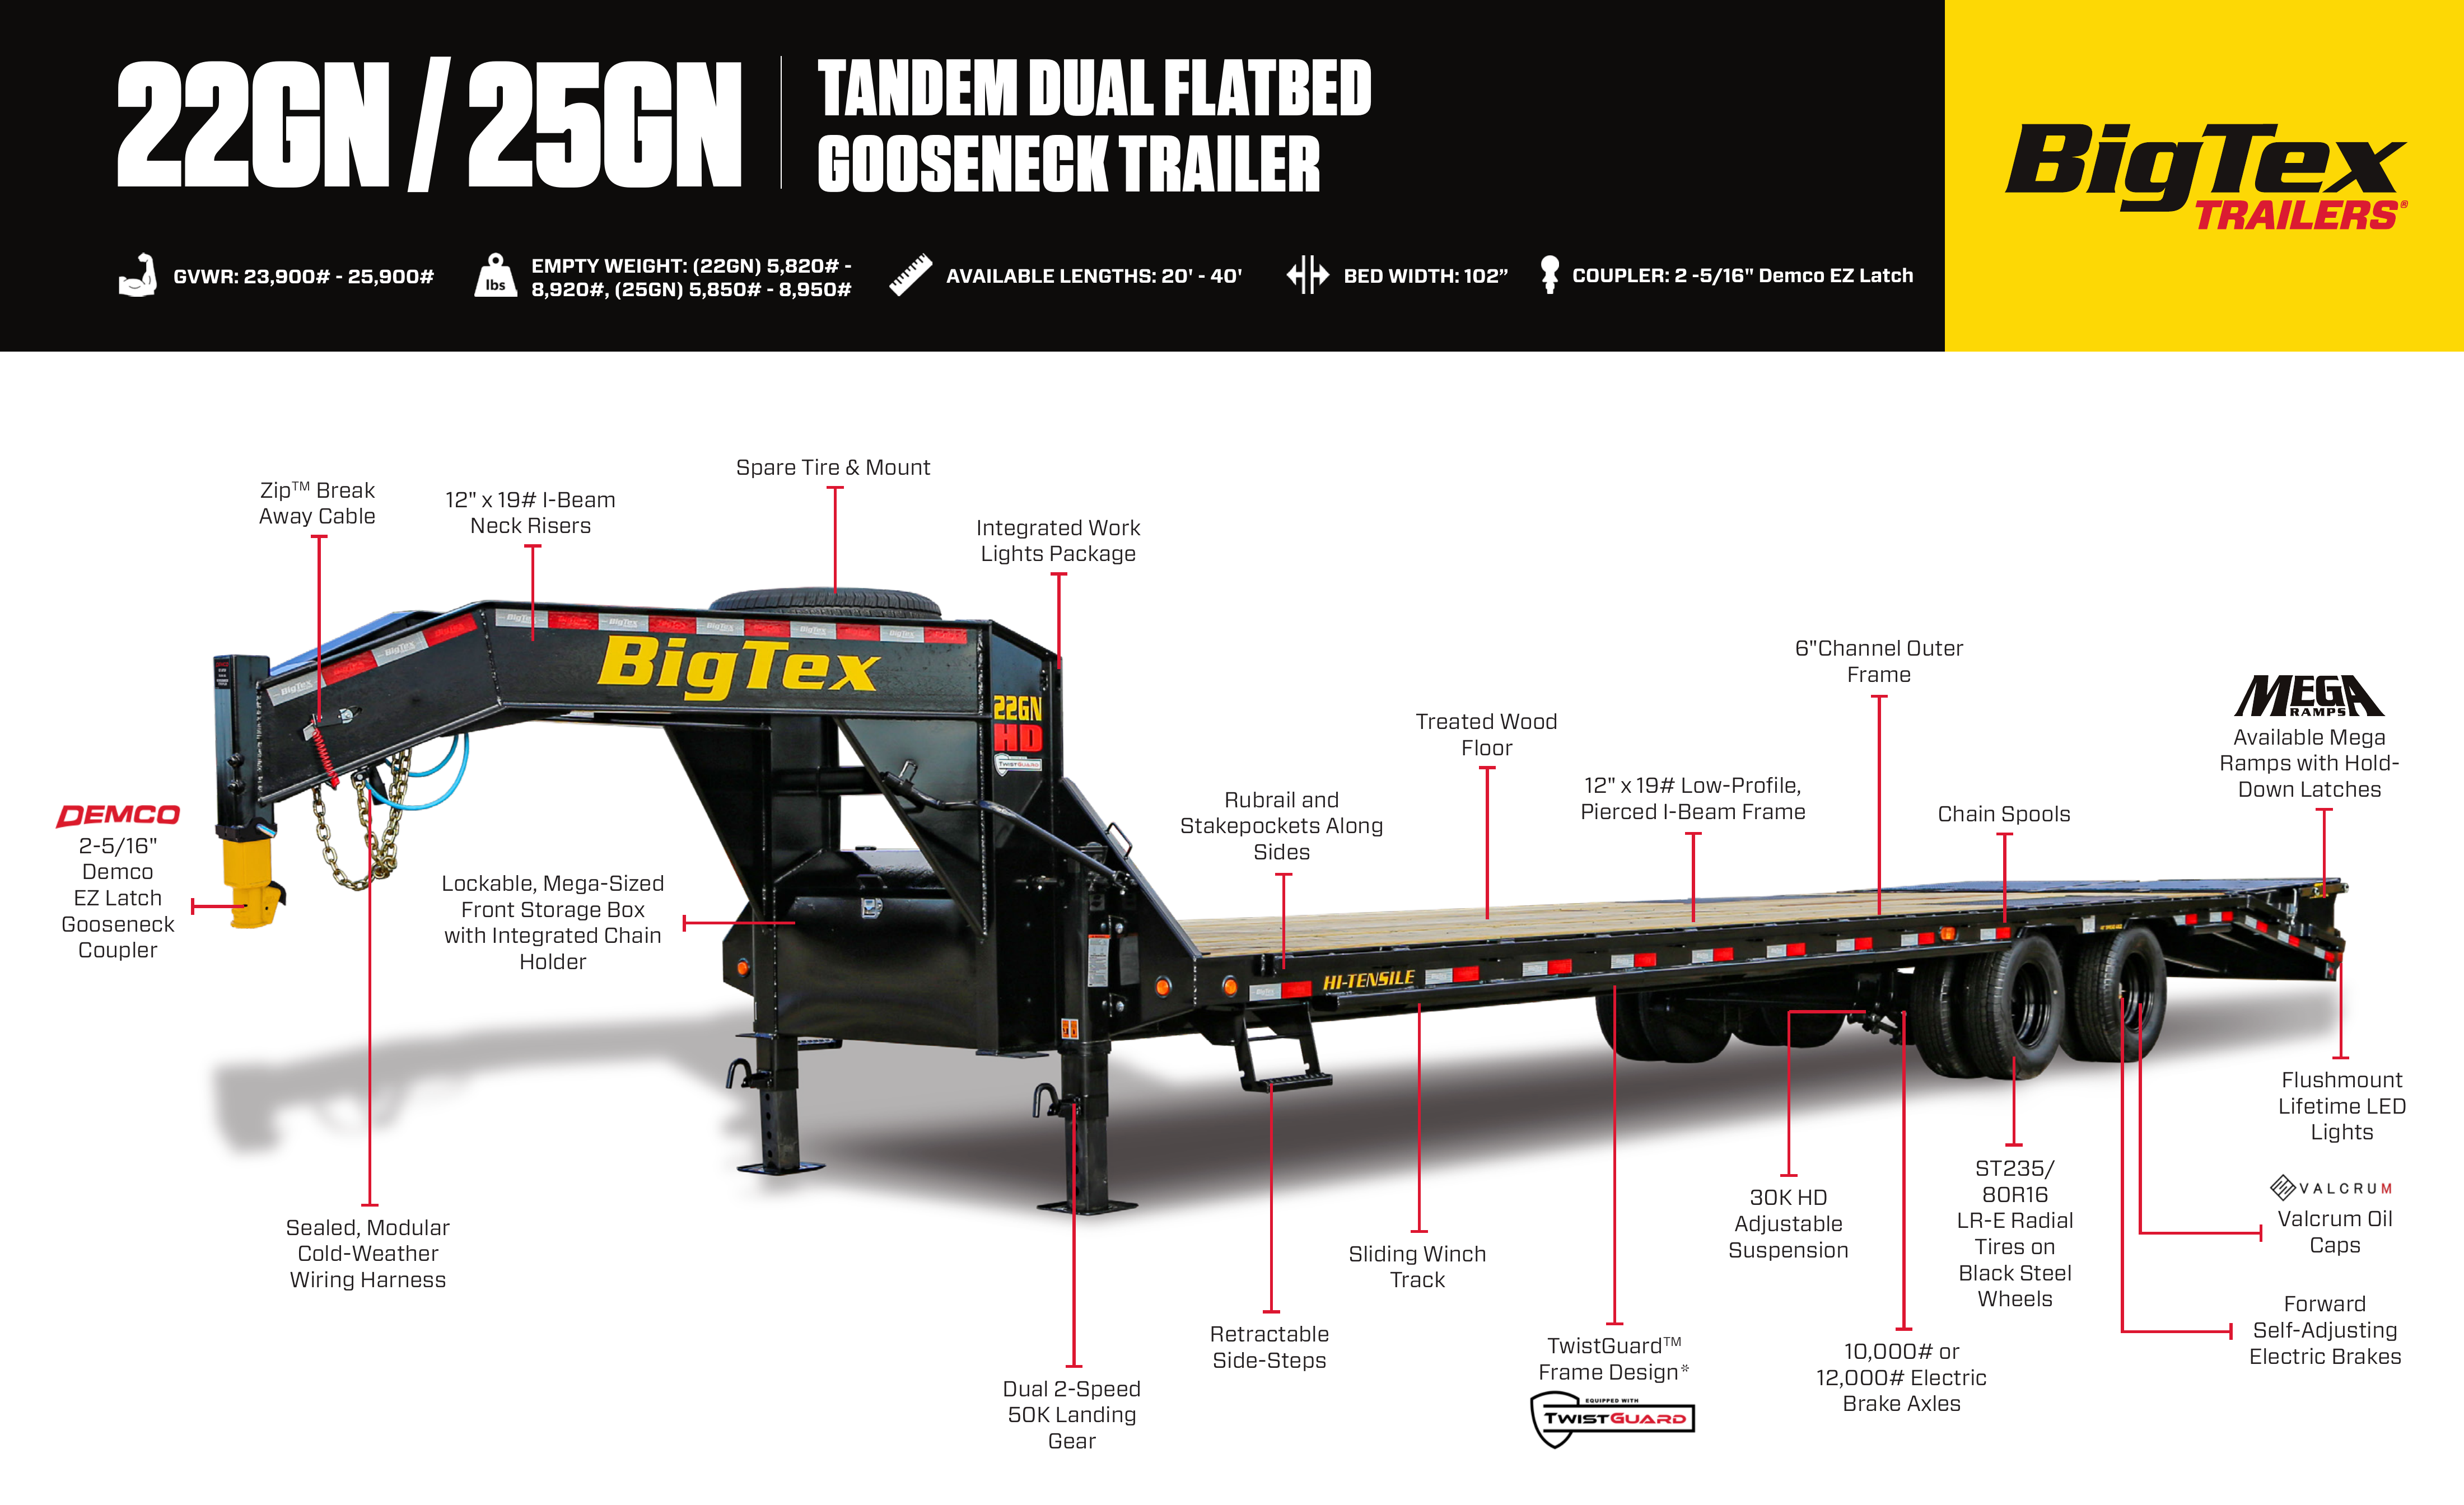 22GN / 25GN
TANDEM DUAL FLATBED
GOOSENECK TRAILER
BigTex
TRAILERS®
GVWR: 23,900# - 25,900#
lbs
EMPTY WEIGHT: (22GN) 5,820# -
8,920#, (25GN) 5,850# - 8,950#
AVAILABLE LENGTHS: 20' - 40'
BED WIDTH: 102”
COUPLER: 2 -5/16" Demco EZ Latch
Zip™ Break
Away Cable
12" x 19# I-Beam
Neck Risers
Spare Tire & Mount
Integrated Work
Lights Package
6"Channel Outer
Frame
MEGA
RAMPS
Available Mega
Ramps with Hold-
Down Latches
Treated Wood
Floor
12" x 19# Low-Profile,
Pierced I-Beam Frame
Chain Spools
Rubrail and
Stakepockets Along
Sides
BigTex
BigTex
BigTex
BigTex
BigTex
BigTex
22GN
HD
TWISTGUARD
DEMCO
2-5/16"
Demco
EZ Latch
Gooseneck
Coupler
Lockable, Mega-Sized
Front Storage Box
with Integrated Chain
Holder
HI-TENSILE
Flushmount
Lifetime LED
Lights
VALCRUM
Valcrum Oil
Caps
Forward
Self-Adjusting
Electric Brakes
ST235/
80R16
LR-E Radial
Tires on
Black Steel
Wheels
30K HD
Adjustable
Suspension
10,000# or
12,000# Electric
Brake Axles
Sealed, Modular
Cold-Weather
Wiring Harness
Sliding Winch
Track
Retractable
Side-Steps
TwistGuard™
Frame Design*
EQUIPPED WITH
TWISTGUARD
Dual 2-Speed
50K Landing
Gear